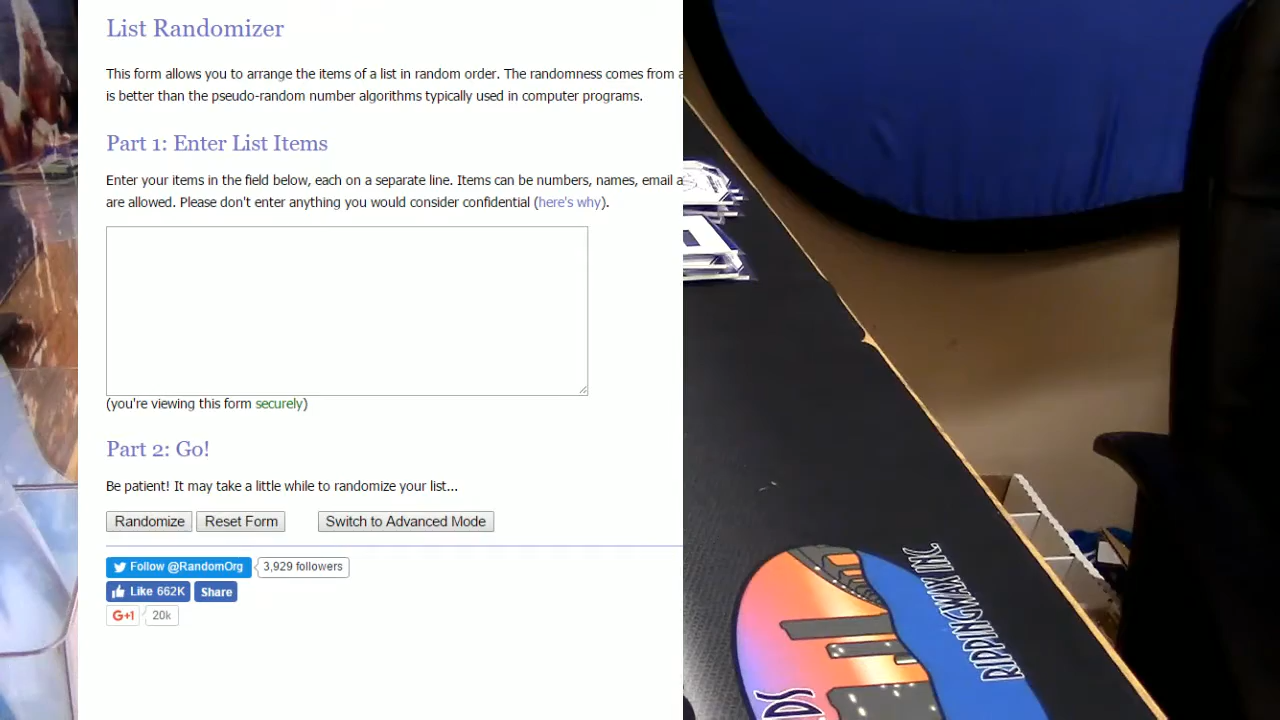 List Randomizer
This form allows you to arrange the items of a list in random order. The randomness comes from a
is better than the pseudo-random number algorithms typically used in computer programs.
Part 1: Enter List Items
Enter your items in the field below, each on a separate line. Items can be numbers, names, email a
are allowed. Please don't enter anything you would consider confidential (here's why).
(you're viewing this form securely)
Part 2: Go!
Be patient! It may take a little while to randomize your list...
Randomize Reset Form Switch to Advanced Mode
Follow @RandomOrg 3,929 followers
Like 662K Share
G+1 20k
RIPPINGWAX INC.